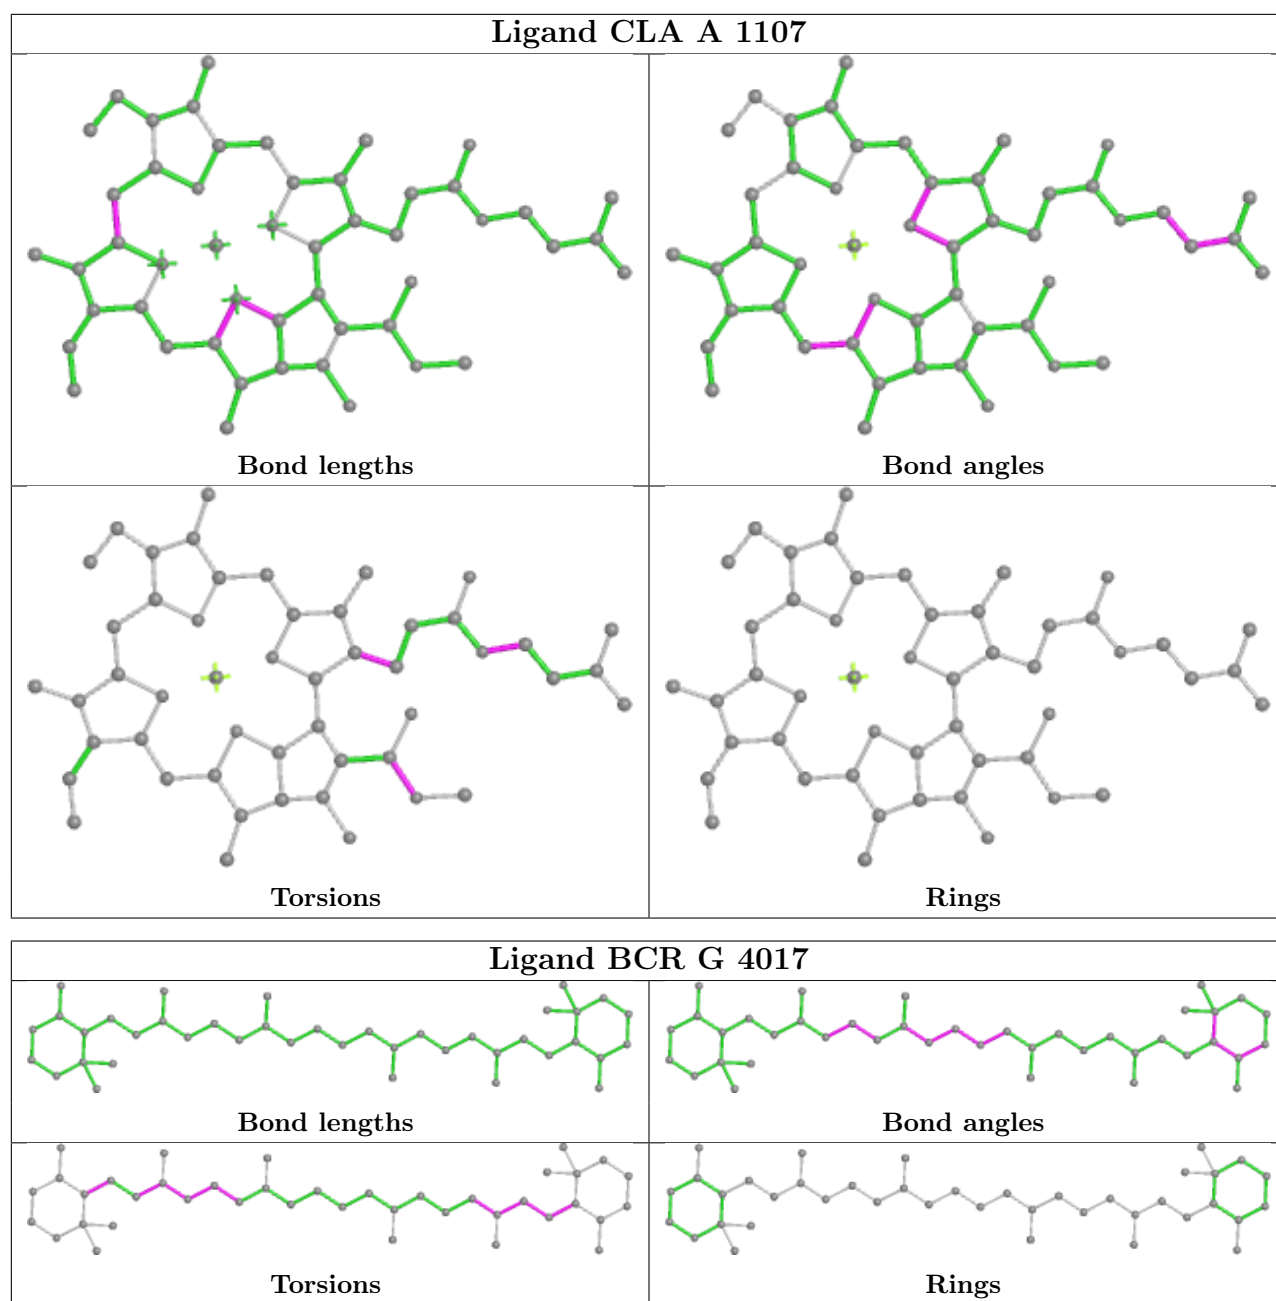 Ligand CLA A 1107
Bond lengths
Bond angles
Torsions
Rings
Ligand BCR G 4017
Bond lengths
Bond angles
Torsions
Rings